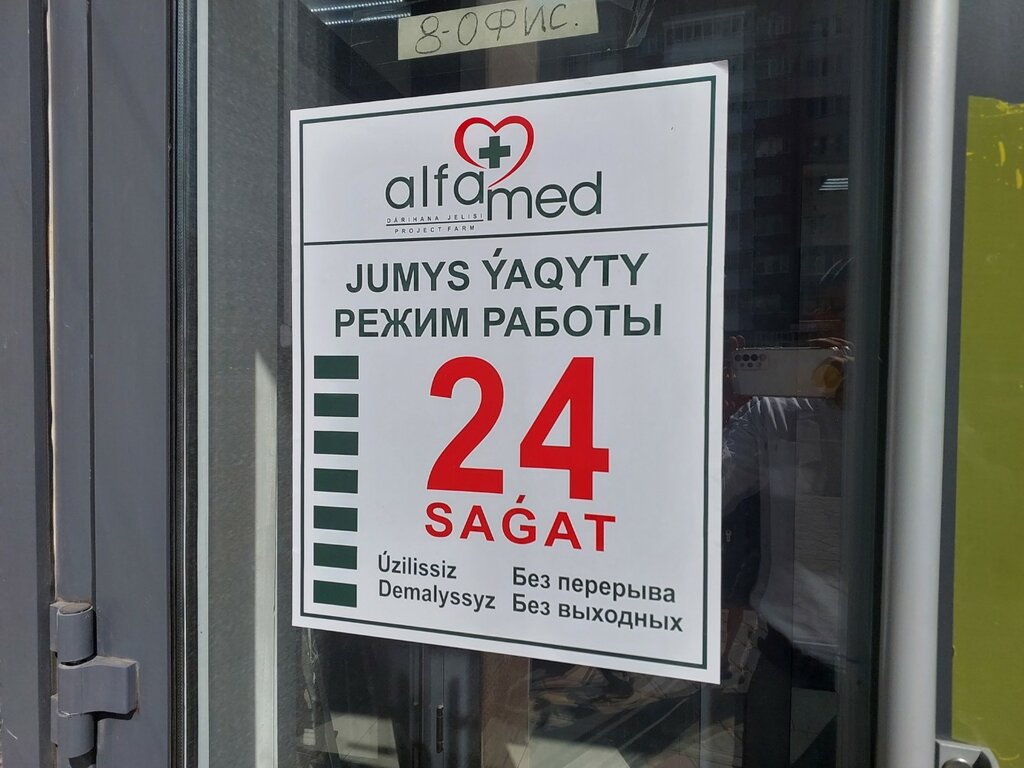 8-ОФИС.
alfamed
DÁRIHANA JELISI
PROJECT FARM
JUMYS ÝAQYTY
РЕЖИМ РАБОТЫ
24
SAǴAT
Úzilissiz Без перерыва
Demalyssyz Без выходных